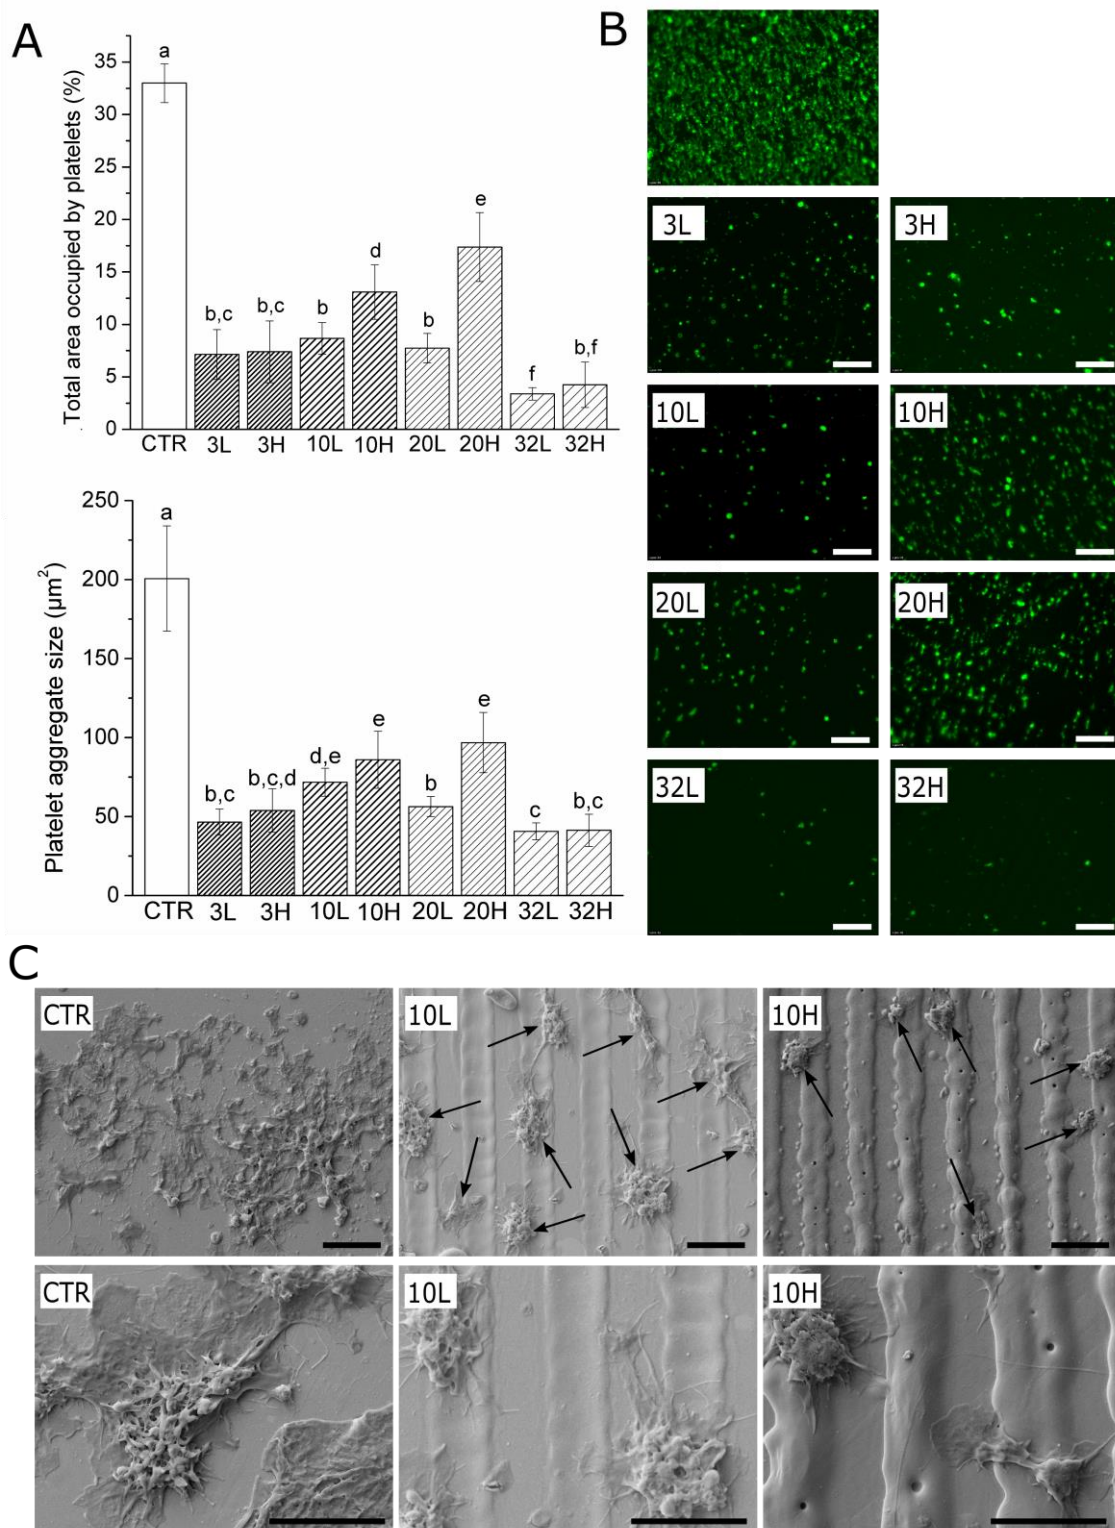 A
Total area occupied by platelets (%)
35
30
25
20
15
10
5
0
a
b,c
b,c
b
d
b
e
f
b,f
CTR 3L 3H 10L 10H 20L 20H 32L 32H
Platelet aggregate size (µm²)
250
200
150
100
50
0
a
b,c
b,c,d
d,e
e
b
e
c
b,c
CTR 3L 3H 10L 10H 20L 20H 32L 32H
B
3L 3H
10L 10H
20L 20H
32L 32H
C
CTR 10L 10H
CTR 10L 10H